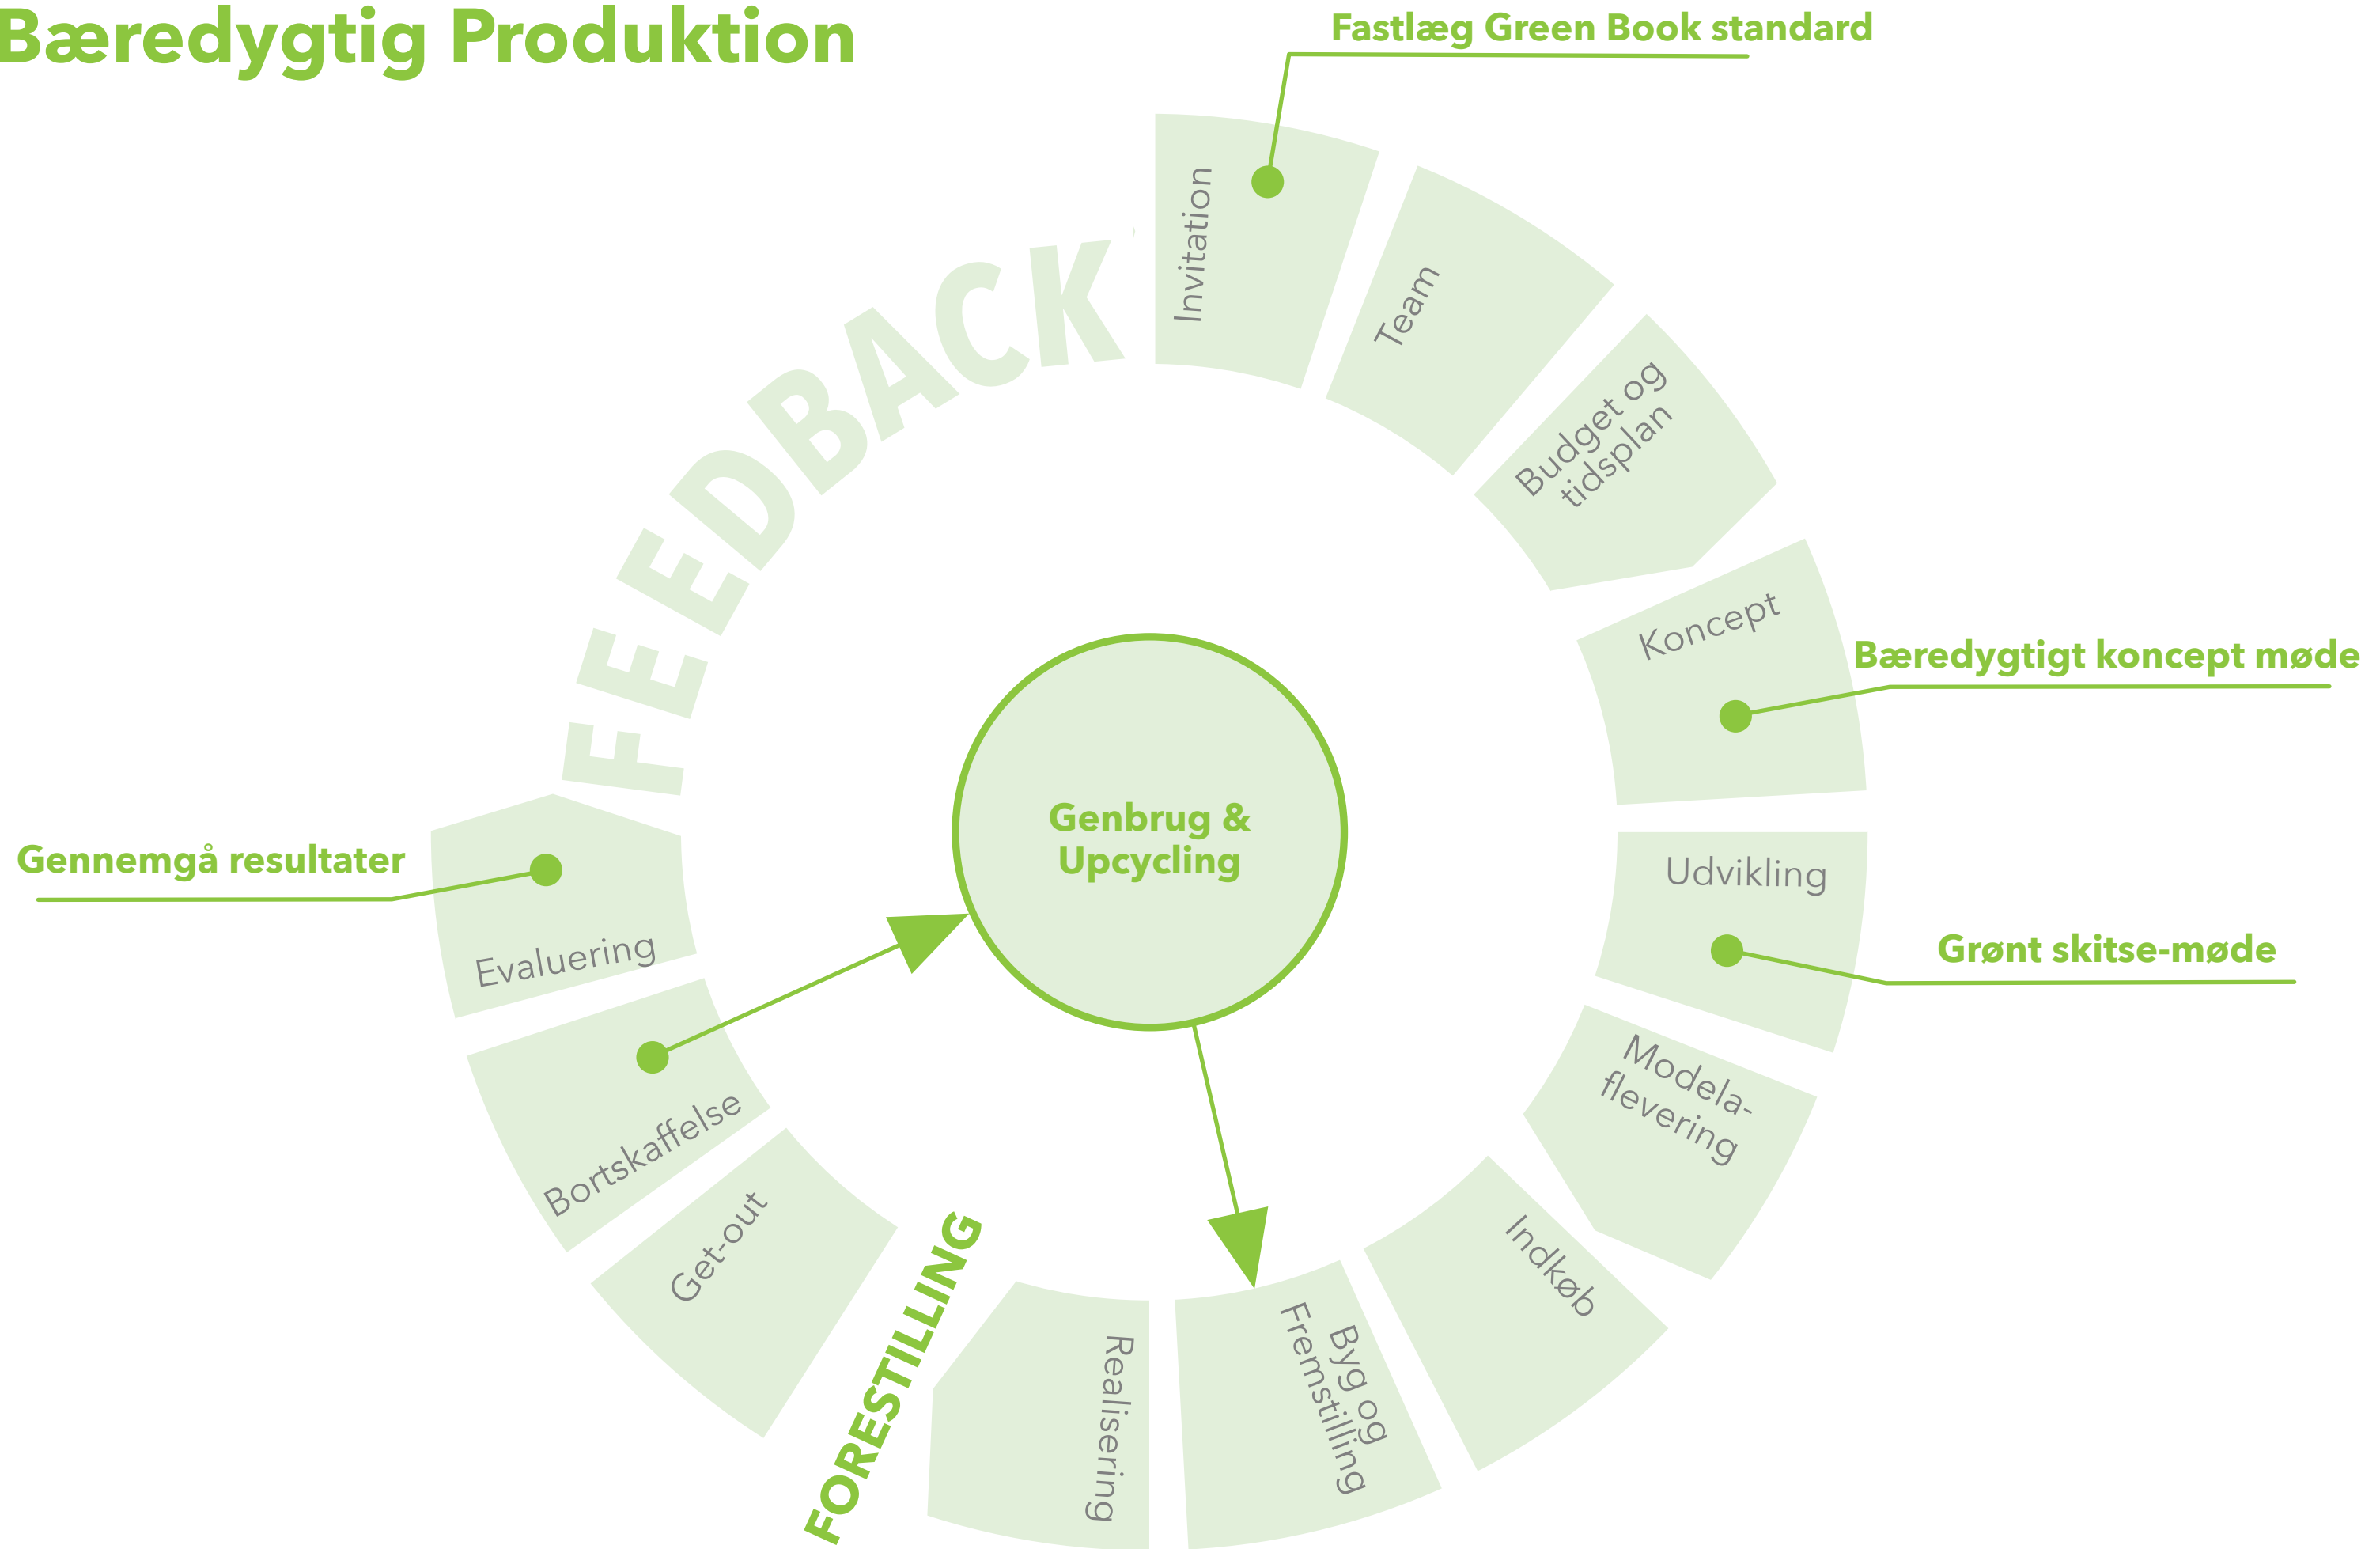 Bæredygtig Produktion
Fastlæg Green Book standard
Invitation
Team
Budget og
tidsplan
Koncept
Bæredygtigt koncept møde
Udvikling
Grønt skitse-møde
Modela-
flevering
Indkøb
Byg og
Fremstilling
Realisering
FORESTILLING
Get-out
Bortskaffelse
Evaluering
Gennemgå resultater
FEEDBACK
Genbrug &
Upcycling